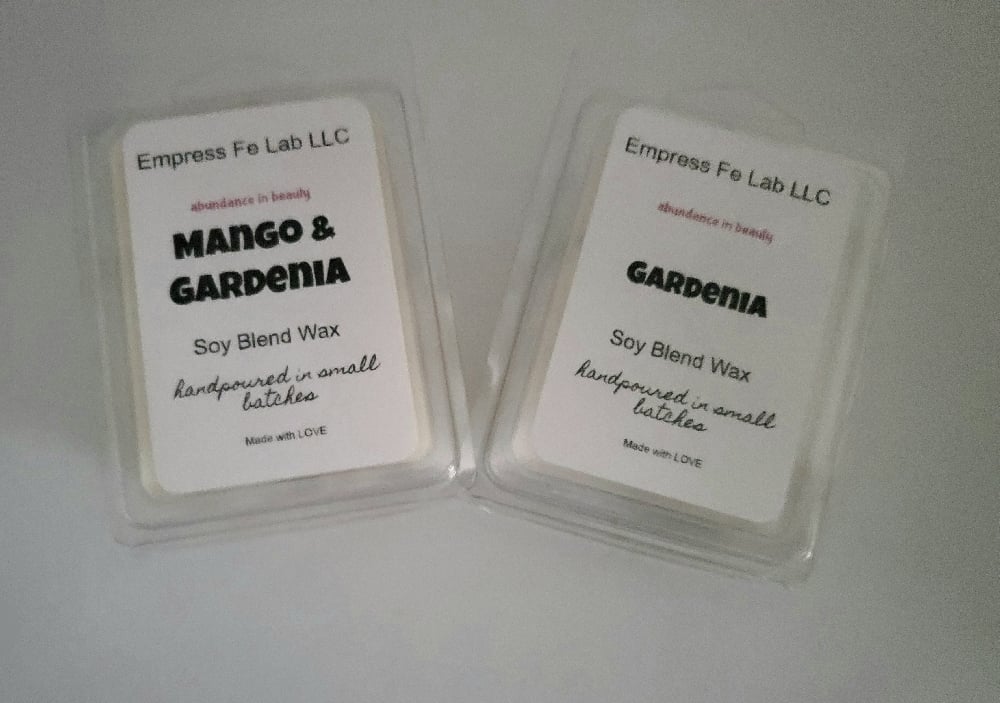 Empress Fe Lab LLC
abundance in beauty
Mango &
Gardenia
Soy Blend Wax
handpoured in small
batches
Made with LOVE
Empress Fe Lab LLC
abundance in beauty
Gardenia
Soy Blend Wax
handpoured in small
batches
Made with LOVE